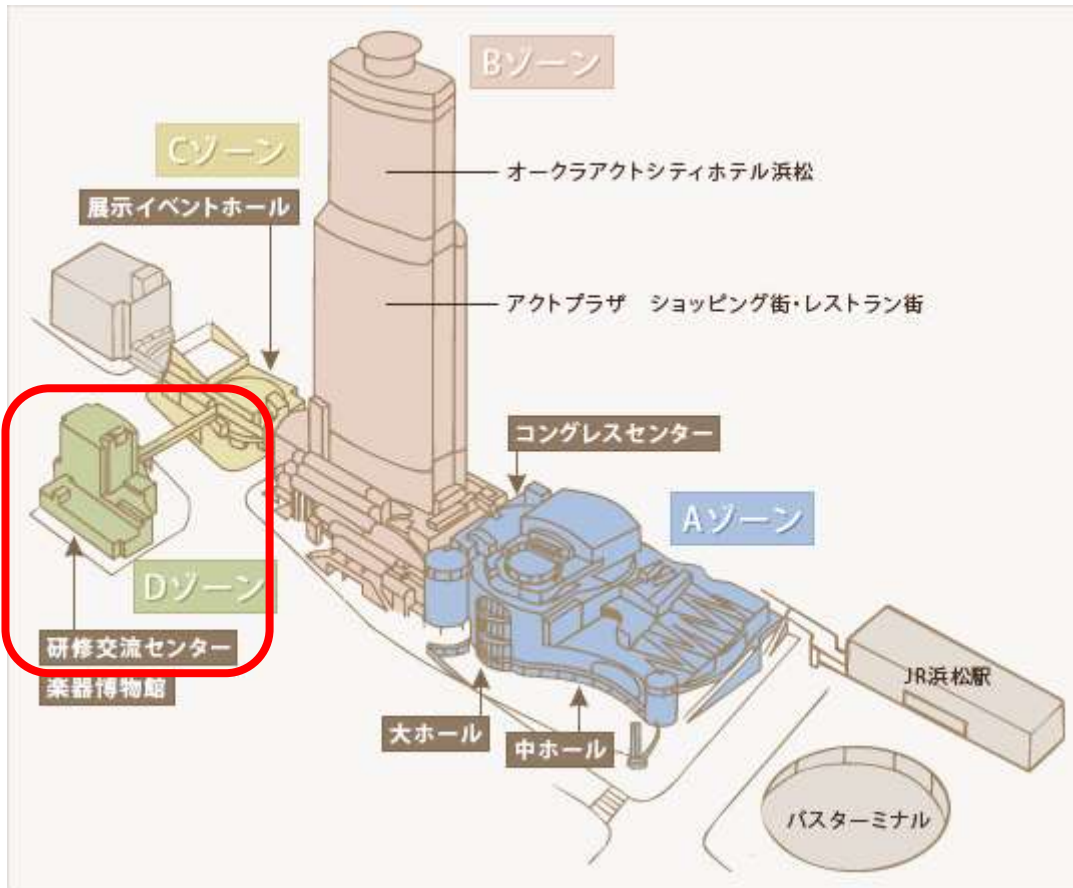 Bゾーン
Cゾーン
オークラアクトシティホテル浜松
展示イベントホール
アクトプラザ　ショッピング街・レストラン街
コングレスセンター
Aゾーン
Dゾーン
研修交流センター
楽器博物館
JR浜松駅
大ホール
中ホール
バスターミナル